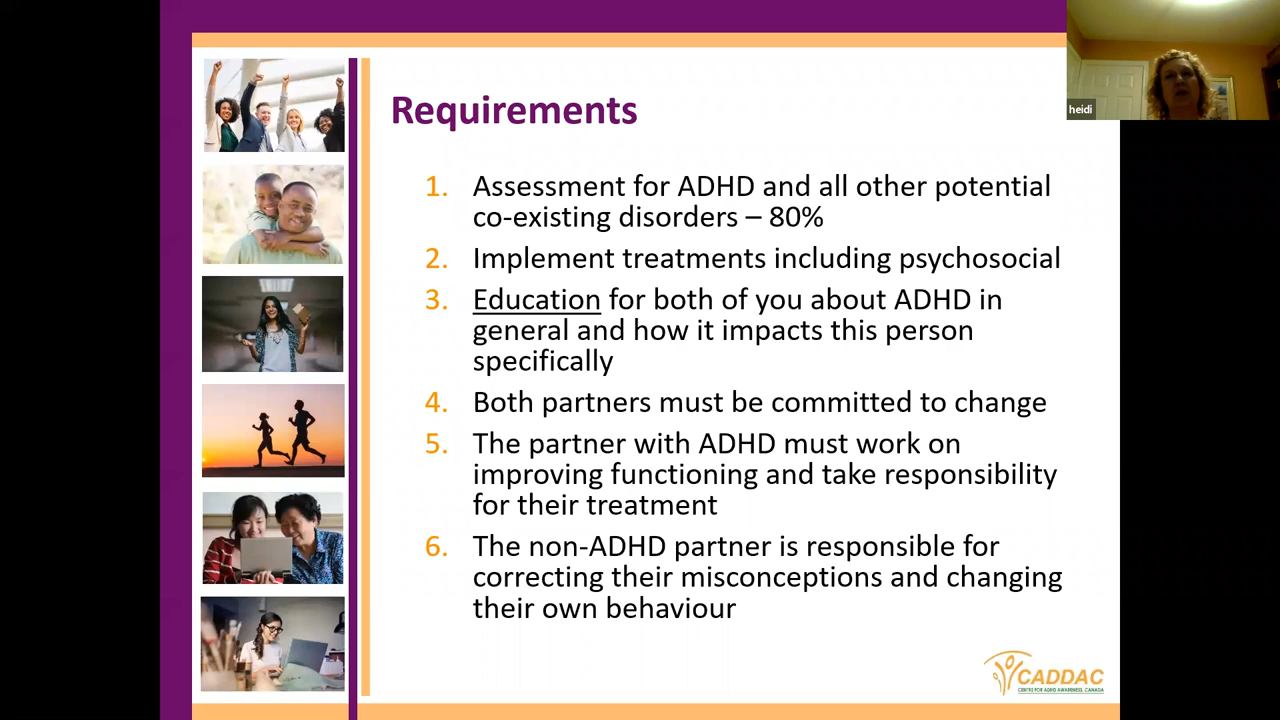 heidi
Requirements
1. Assessment for ADHD and all other potential
co-existing disorders – 80%
2. Implement treatments including psychosocial
3. Education for both of you about ADHD in
general and how it impacts this person
specifically
4. Both partners must be committed to change
5. The partner with ADHD must work on
improving functioning and take responsibility
for their treatment
6. The non-ADHD partner is responsible for
correcting their misconceptions and changing
their own behaviour
CADDAC
CENTRE FOR ADHD AWARENESS, CANADA